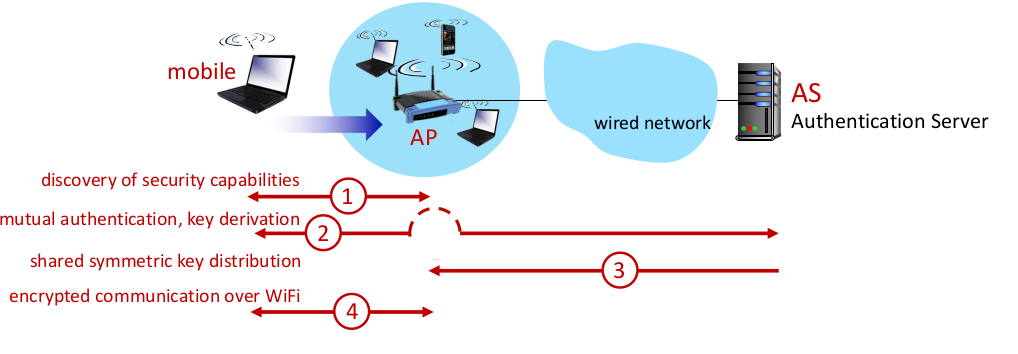 mobile
AP
wired network
AS
Authentication Server
discovery of security capabilities
1
mutual authentication, key derivation
2
shared symmetric key distribution
3
encrypted communication over WiFi
4